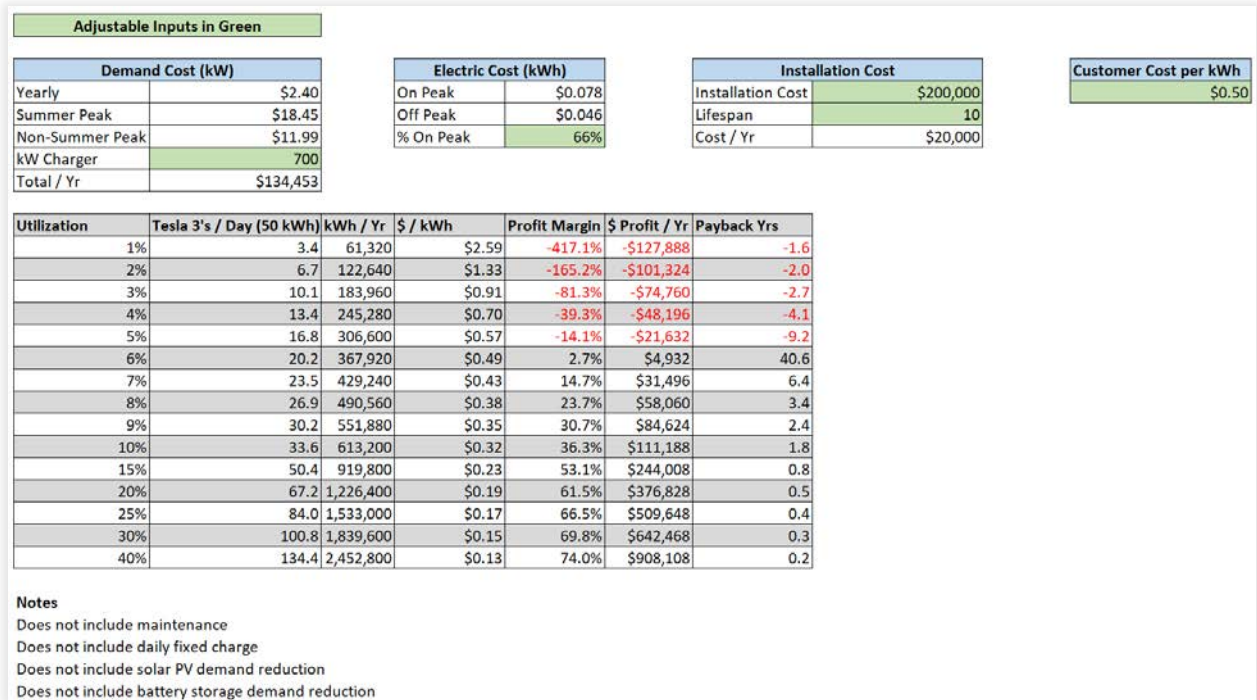 Adjustable Inputs in Green
Demand Cost (kW) Electric Cost (kWh) Installation Cost Customer Cost per kWh
Yearly $2.40 On Peak $0.078 Installation Cost $200,000 $0.50
Summer Peak $18.45 Off Peak $0.046 Lifespan 10
Non-Summer Peak $11.99 % On Peak 66% Cost / Yr $20,000
kW Charger 700
Total / Yr $134,453
Utilization Tesla 3's / Day (50 kWh) kWh / Yr $ / kWh Profit Margin $ Profit / Yr Payback Yrs
1% 3.4 61,320 $2.59 -417.1% -$127,888 -1.6
2% 6.7 122,640 $1.33 -165.2% -$101,324 -2.0
3% 10.1 183,960 $0.91 -81.3% -$74,760 -2.7
4% 13.4 245,280 $0.70 -39.3% -$48,196 -4.1
5% 16.8 306,600 $0.57 -14.1% -$21,632 -9.2
6% 20.2 367,920 $0.49 2.7% $4,932 40.6
7% 23.5 429,240 $0.43 14.7% $31,496 6.4
8% 26.9 490,560 $0.38 23.7% $58,060 3.4
9% 30.2 551,880 $0.35 30.7% $84,624 2.4
10% 33.6 613,200 $0.32 36.3% $111,188 1.8
15% 50.4 919,800 $0.23 53.1% $244,008 0.8
20% 67.2 1,226,400 $0.19 61.5% $376,828 0.5
25% 84.0 1,533,000 $0.17 66.5% $509,648 0.4
30% 100.8 1,839,600 $0.15 69.8% $642,468 0.3
40% 134.4 2,452,800 $0.13 74.0% $908,108 0.2
Notes
Does not include maintenance
Does not include daily fixed charge
Does not include solar PV demand reduction
Does not include battery storage demand reduction